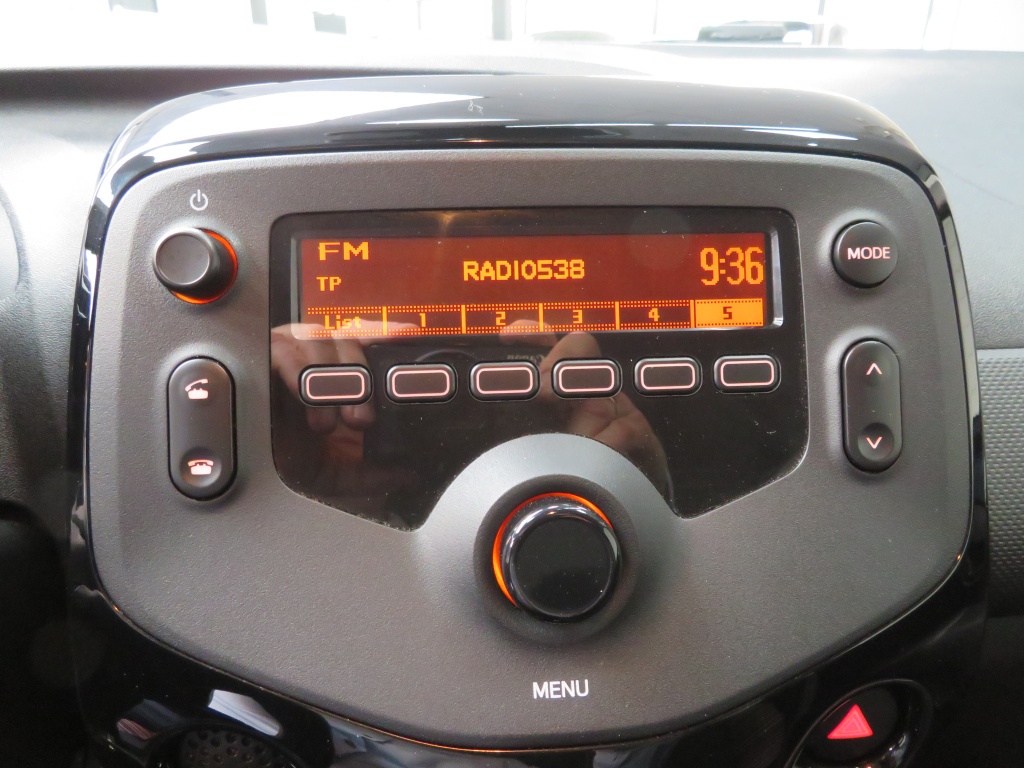 FM
TP
RADIO538
9:36
List 1 2 3 4 5
MODE
MENU